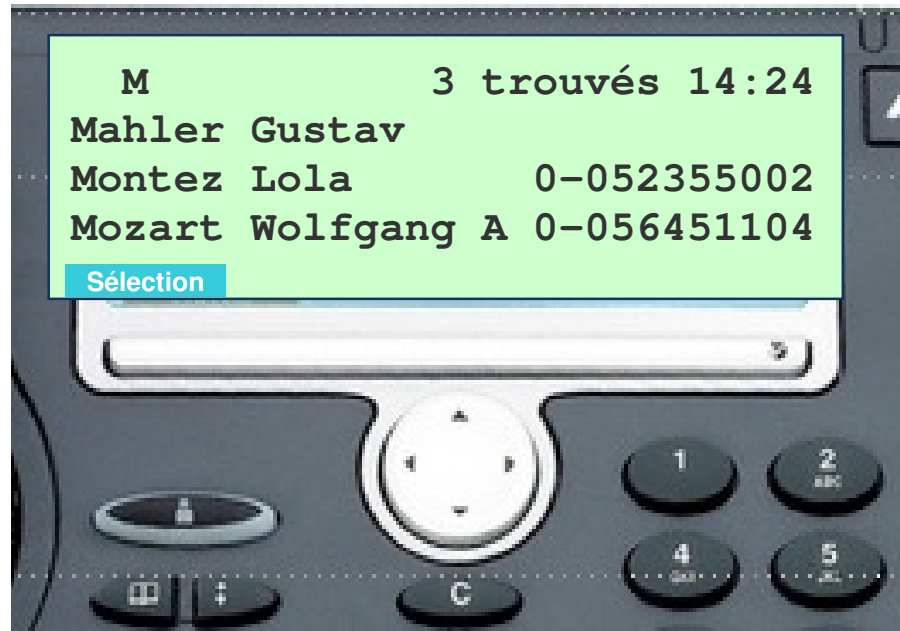 M 3 trouvés 14:24
Mahler Gustav
Montez Lola 0-052355002
Mozart Wolfgang A 0-056451104
Sélection
1
2
ABC
4
5
C